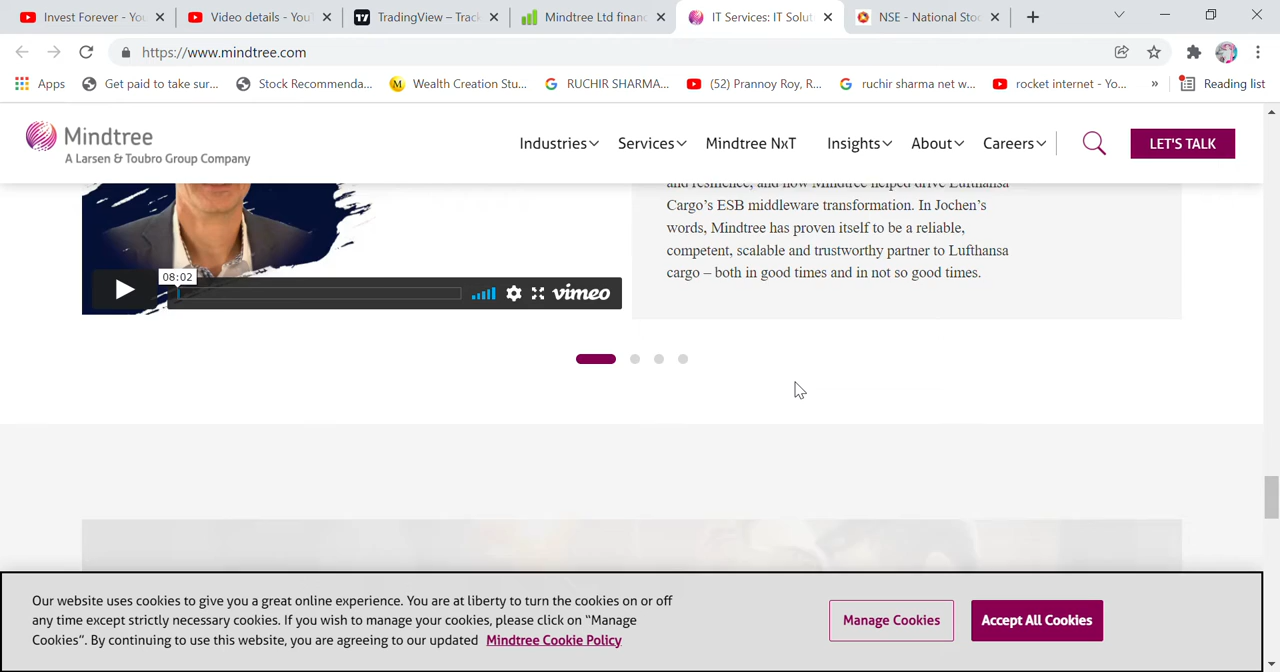 Invest Forever - You
Video details - You
TradingView – Track
Mindtree Ltd financ
IT Services: IT Solut
NSE - National Stoc
https://www.mindtree.com
Apps
Get paid to take sur...
Stock Recommenda...
Wealth Creation Stu...
RUCHIR SHARMA...
(52) Prannoy Roy, R...
ruchir sharma net w...
rocket internet - Yo...
»
Reading list
Mindtree
A Larsen & Toubro Group Company
Industries
Services
Mindtree NxT
Insights
About
Careers
LET'S TALK
and resilience, and how Mindtree helped drive Lufthansa
Cargo's ESB middleware transformation. In Jochen's
words, Mindtree has proven itself to be a reliable,
competent, scalable and trustworthy partner to Lufthansa
cargo – both in good times and in not so good times.
08:02
vimeo
Our website uses cookies to give you a great online experience. You are at liberty to turn the cookies on or off
any time except strictly necessary cookies. If you wish to manage your cookies, please click on "Manage
Cookies". By continuing to use this website, you are agreeing to our updated Mindtree Cookie Policy
Manage Cookies
Accept All Cookies